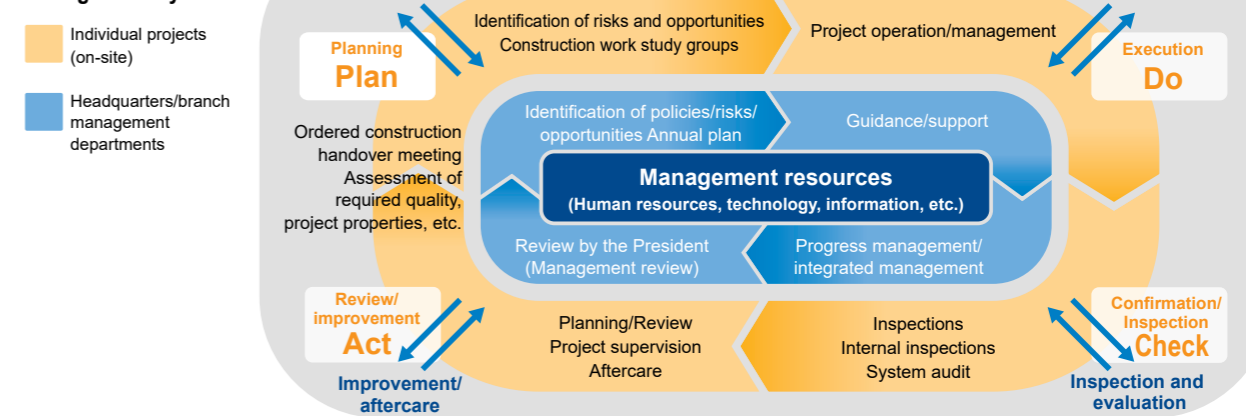 Individual projects
(on-site)
Headquarters/branch
management
departments
Planning
Plan
Identification of risks and opportunities
Construction work study groups
Project operation/management
Execution
Do
Ordered construction
handover meeting
Assessment of
required quality,
project properties, etc.
Identification of policies/risks/
opportunities Annual plan
Guidance/support
Management resources
(Human resources, technology, information, etc.)
Review by the President
(Management review)
Progress management/
integrated management
Review/
improvement
Act
Improvement/
aftercare
Planning/Review
Project supervision
Aftercare
Inspections
Internal inspections
System audit
Confirmation/
Inspection
Check
Inspection and
evaluation